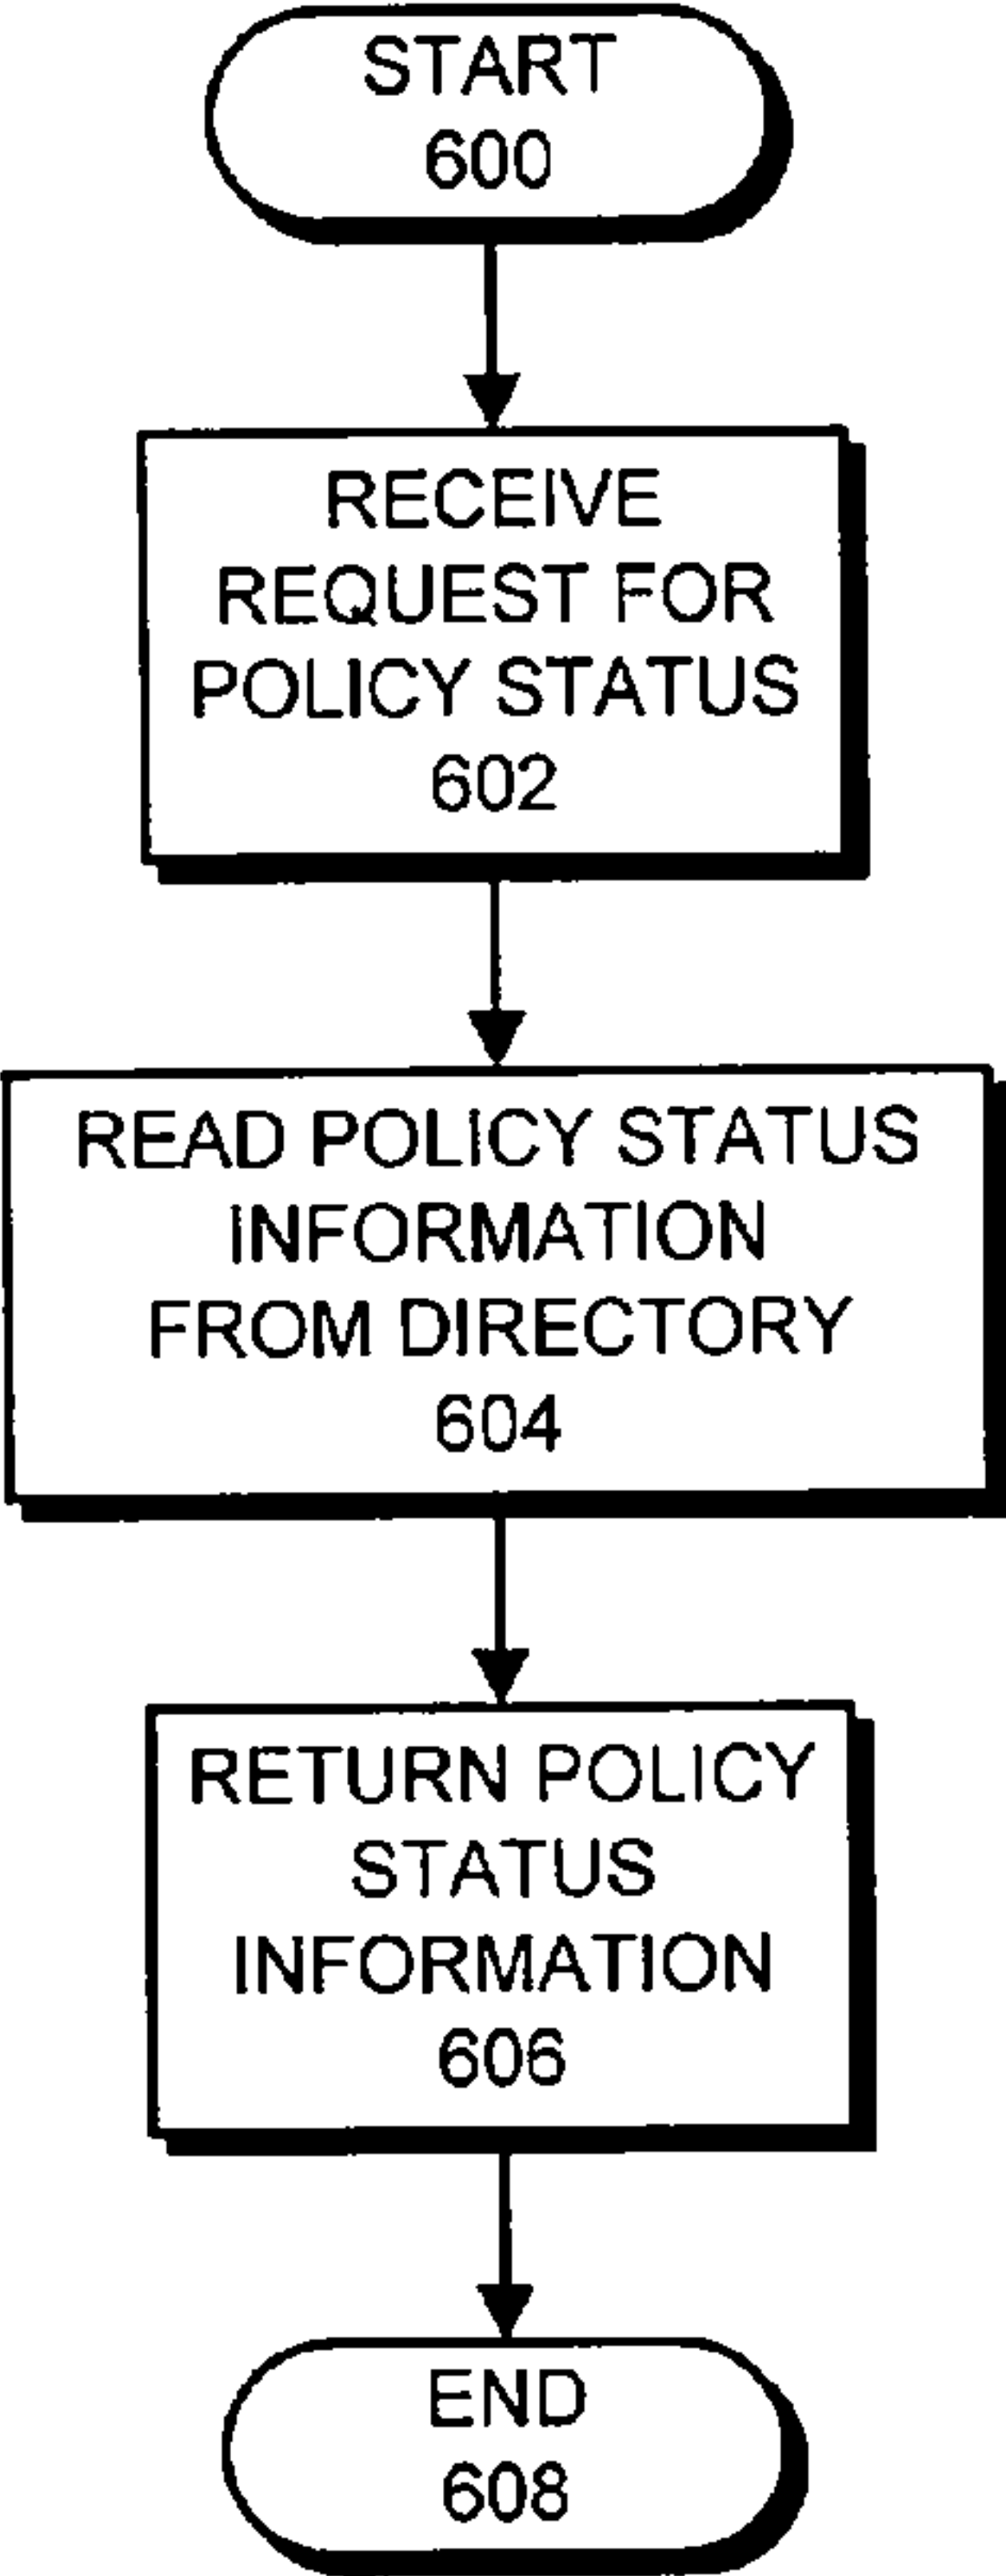 START
600
RECEIVE
REQUEST FOR
POLICY STATUS
602
READ POLICY STATUS
INFORMATION
FROM DIRECTORY
604
RETURN POLICY
STATUS
INFORMATION
606
END
608